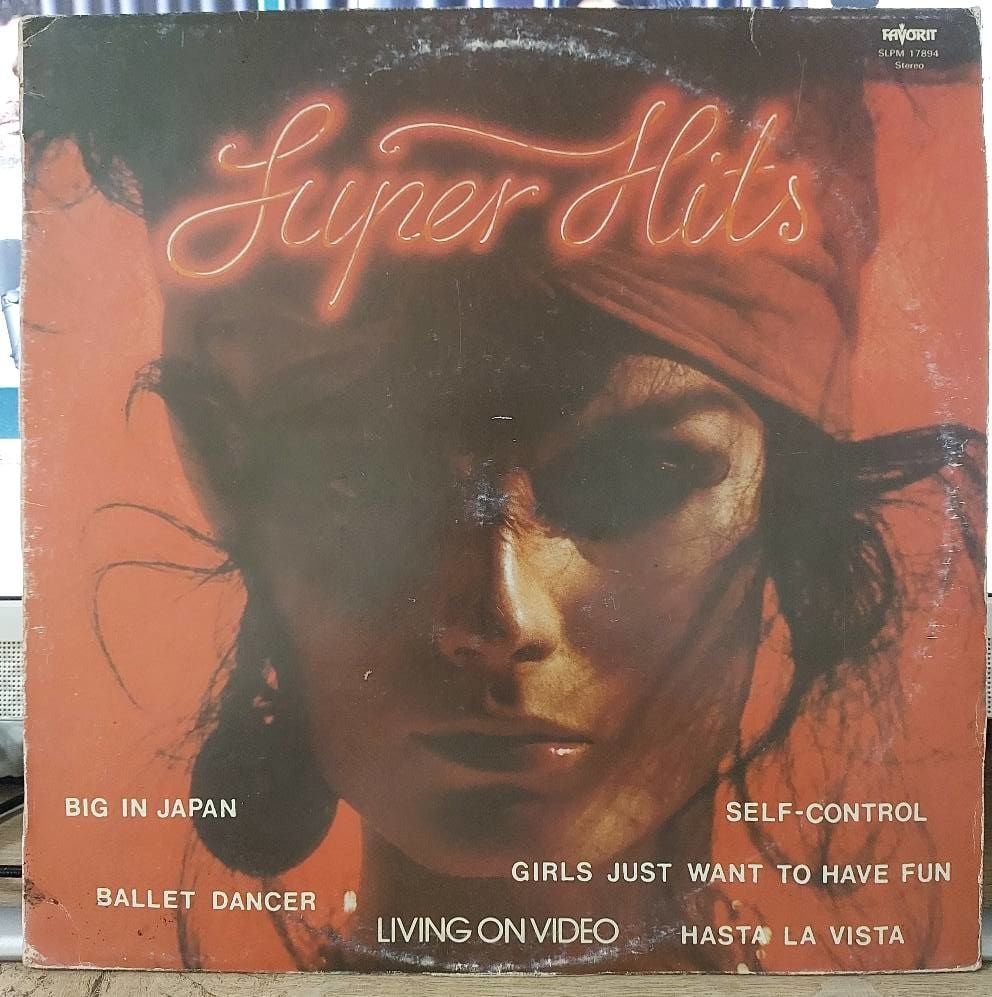 FAVORIT
SLPM 17894
Stereo
Super Hits
BIG IN JAPAN
SELF-CONTROL
GIRLS JUST WANT TO HAVE FUN
BALLET DANCER
LIVING ON VIDEO
HASTA LA VISTA